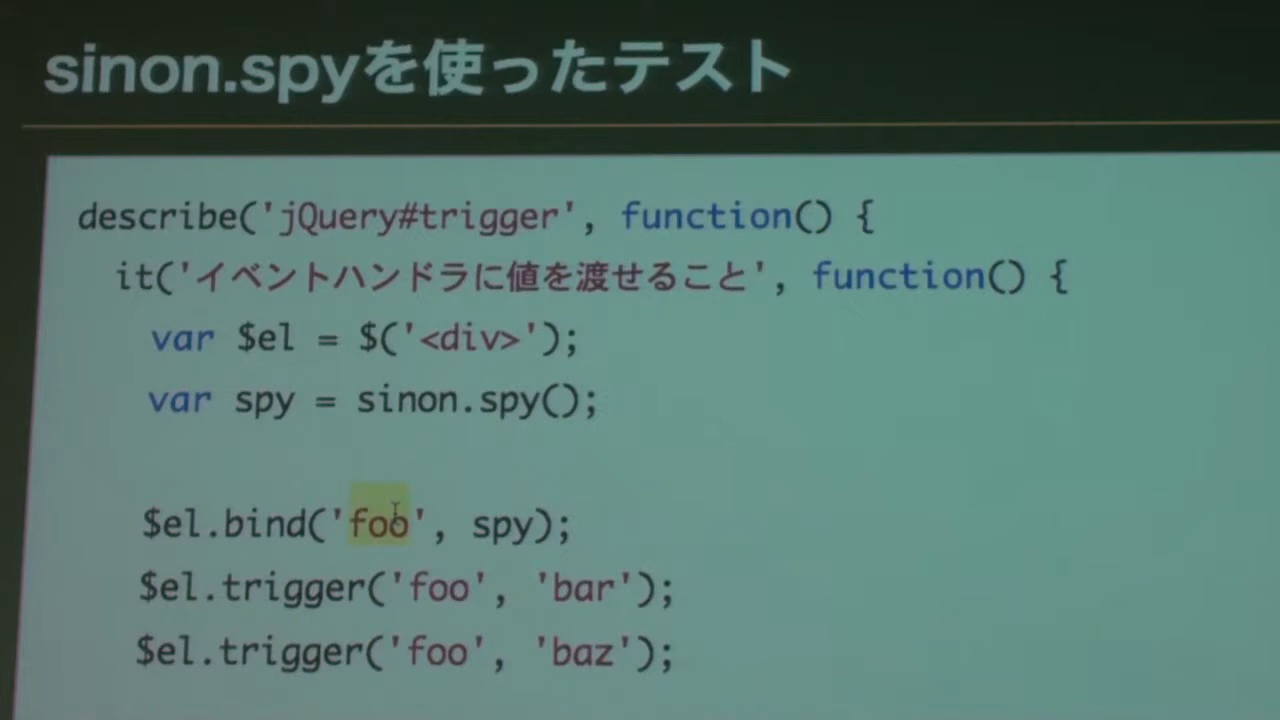 sinon.spyを使ったテスト
describe('jQuery#trigger', function() {
it('イベントハンドラに値を渡せること', function() {
var $el = $('<div>');
var spy = sinon.spy();
$el.bind('foo', spy);
$el.trigger('foo', 'bar');
$el.trigger('foo', 'baz');